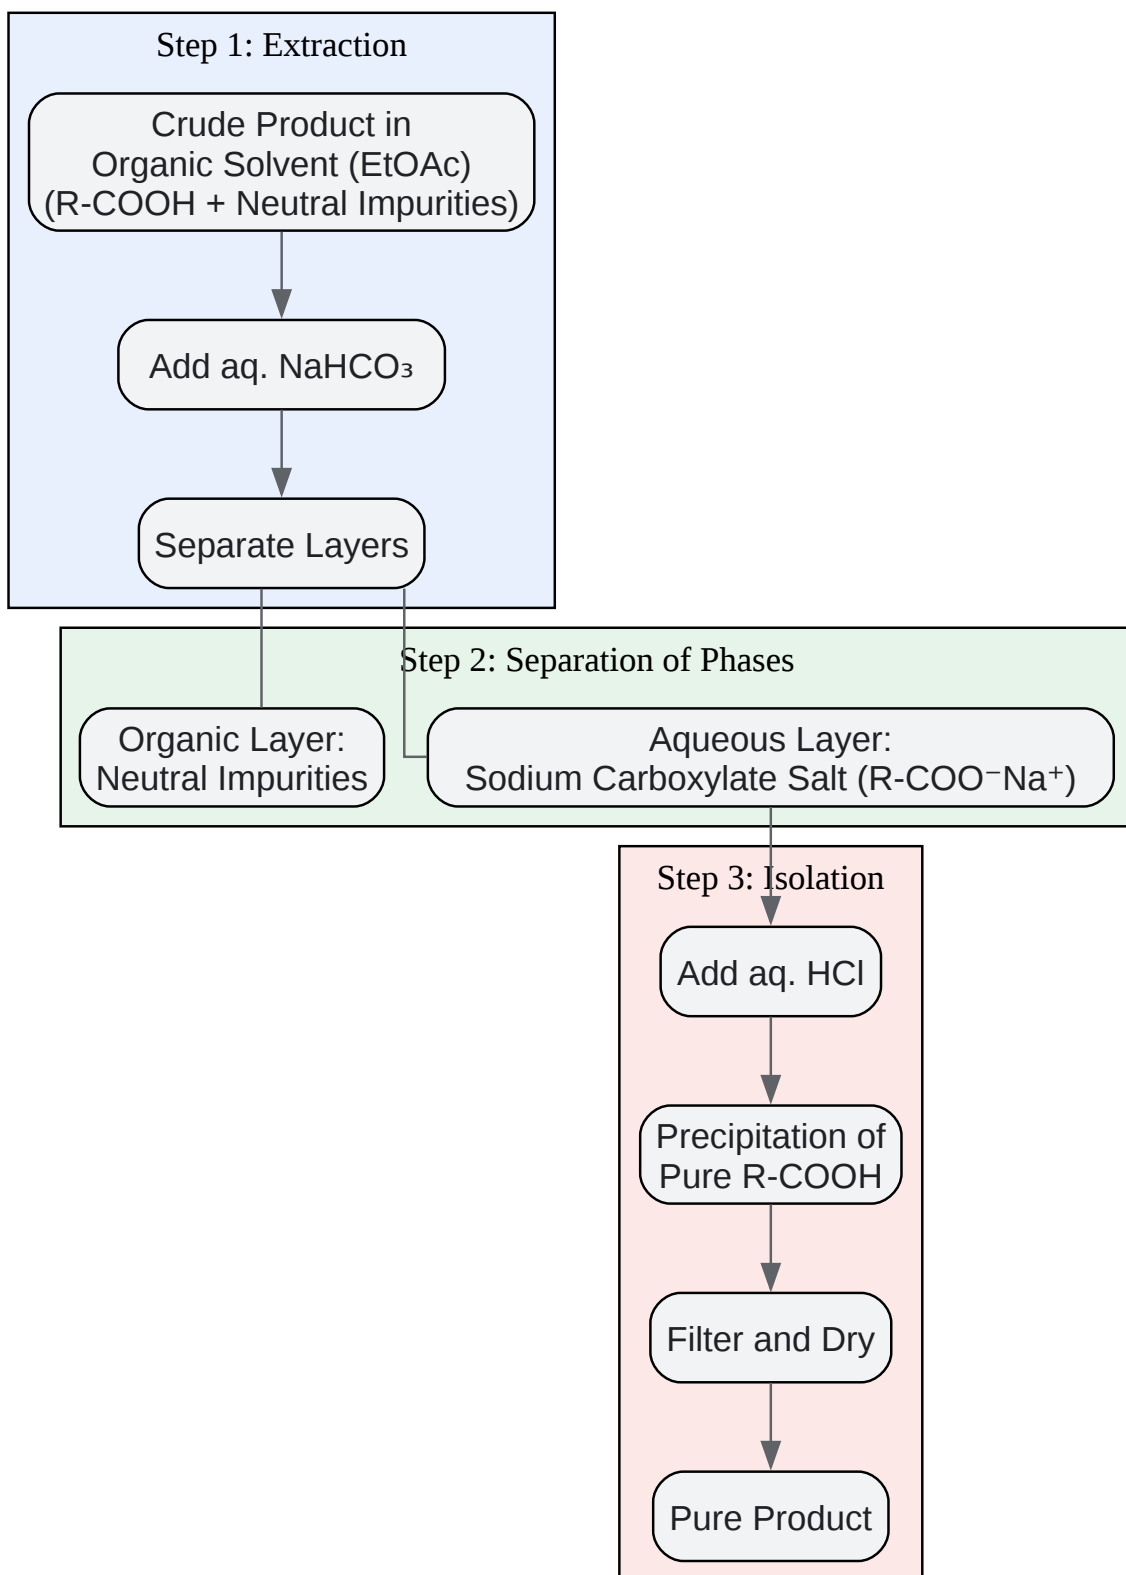 Step 1: Extraction
Crude Product in
Organic Solvent (EtOAc)
(R-COOH + Neutral Impurities)
Add aq. NaHCO₃
Separate Layers
Step 2: Separation of Phases
Organic Layer:
Neutral Impurities
Aqueous Layer:
Sodium Carboxylate Salt (R-COO⁻Na⁺)
Step 3: Isolation
Add aq. HCl
Precipitation of
Pure R-COOH
Filter and Dry
Pure Product